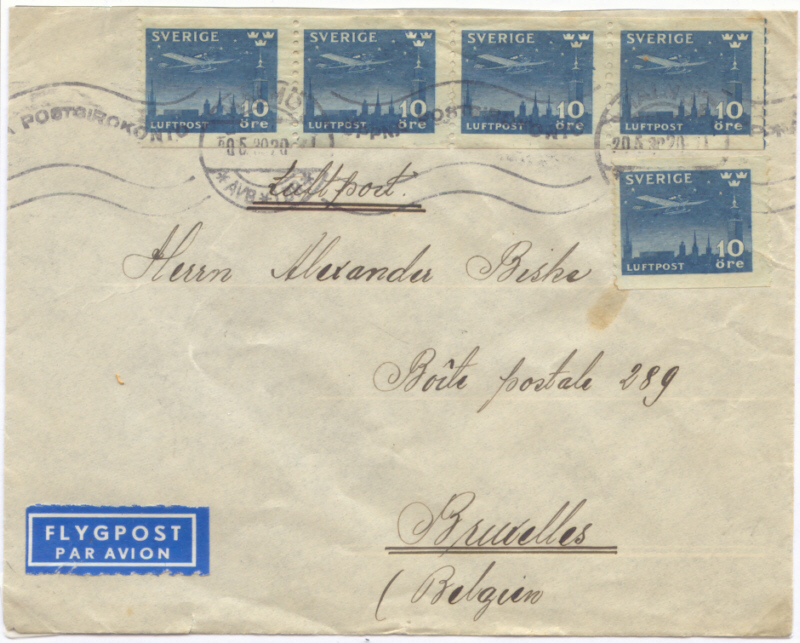 SVERIGE
10
öre
LUFTPOST
SVERIGE
10
öre
LUFTPOST
SVERIGE
10
öre
LUFTPOST
SVERIGE
10
öre
LUFTPOST
POSTGIROKONTO
Luftpost.
SVERIGE
10
öre
LUFTPOST
Herrn Alexander Biske
Boîte postale 289
Bruxelles
(Belgien
FLYGPOST
PAR AVION